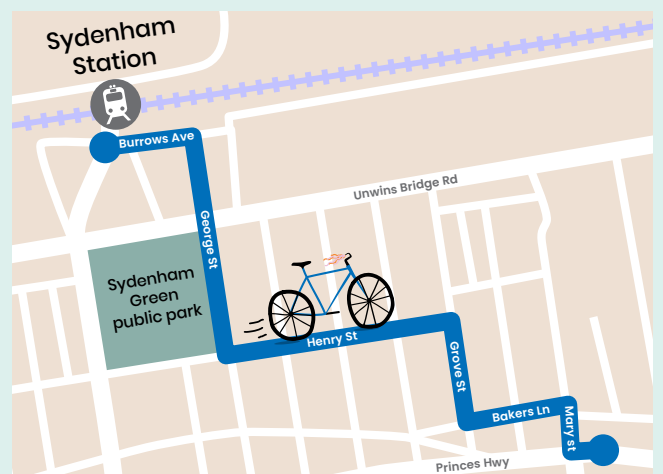 Sydenham
Station
Burrows Ave
Unwins Bridge Rd
George St
Sydenham
Green
public park
Henry St
Grove St
Bakers Ln
Mary st
Princes Hwy